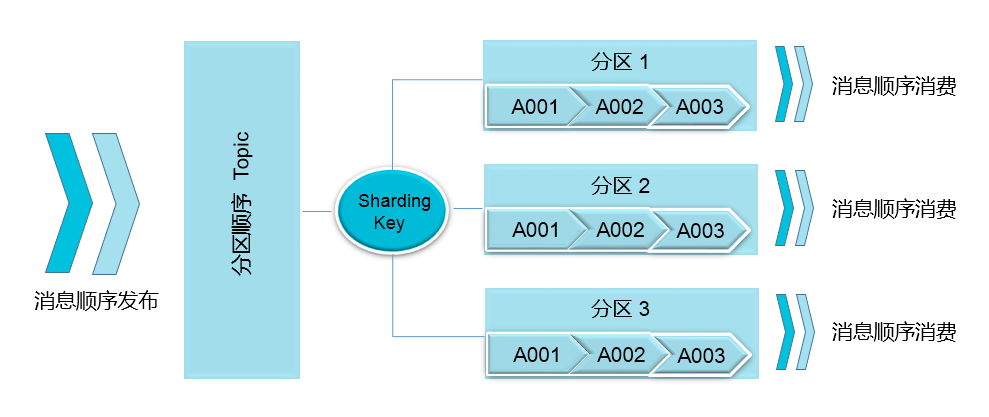 消息顺序发布
分区顺序 Topic
Sharding
Key
分区 1
A001 A002 A003
消息顺序消费
分区 2
A001 A002 A003
消息顺序消费
分区 3
A001 A002 A003
消息顺序消费